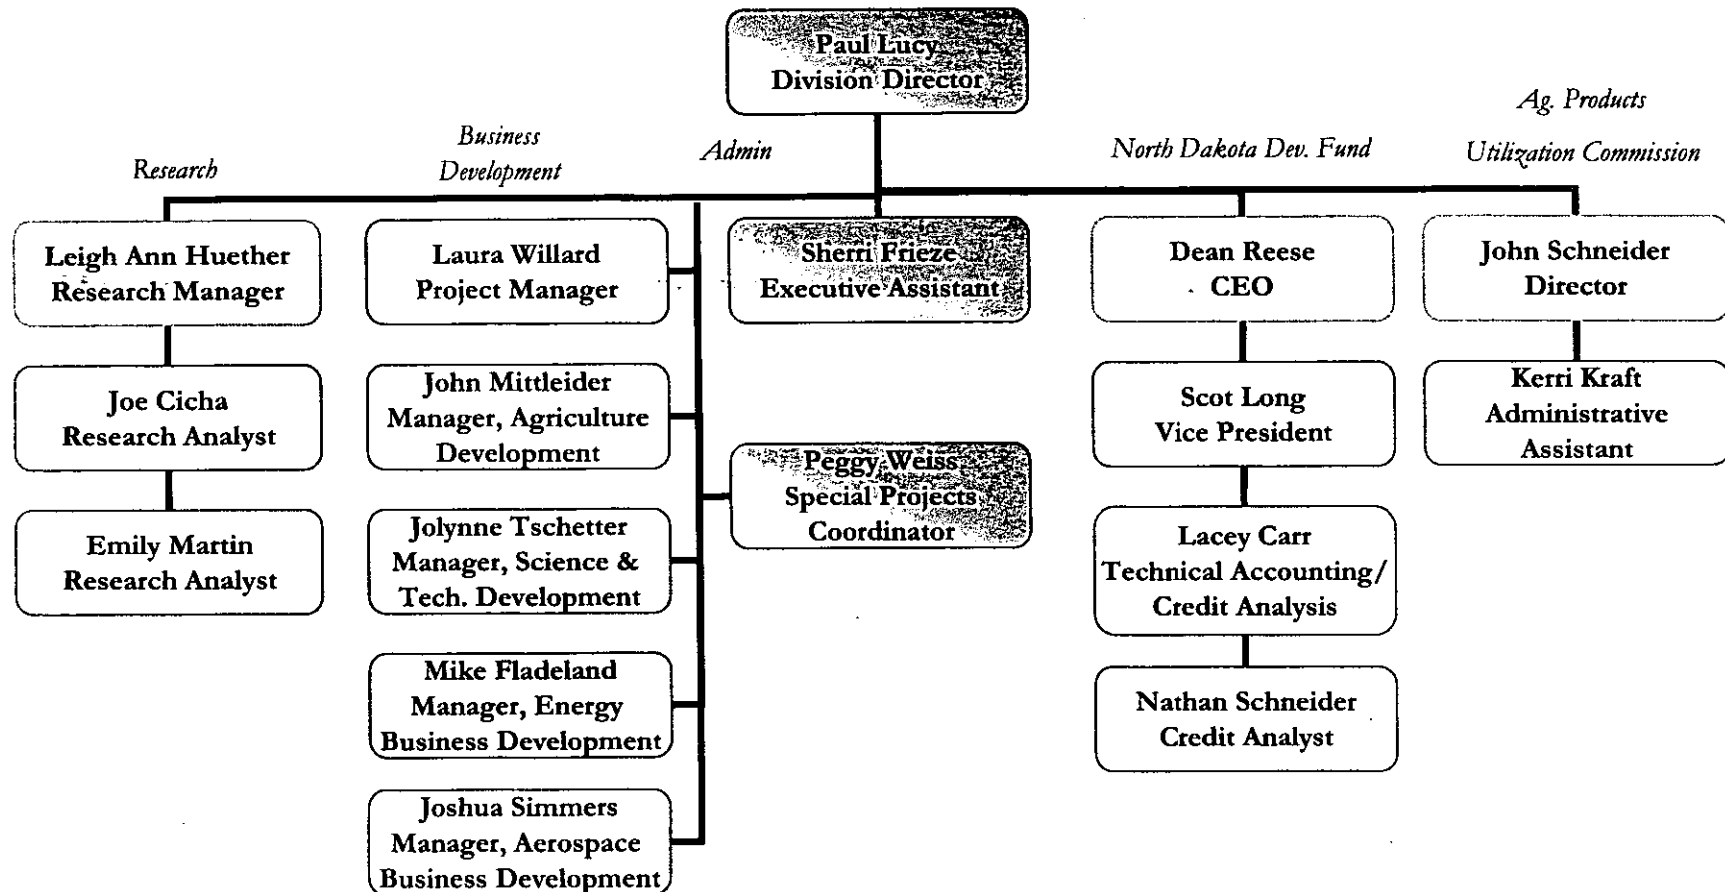 Paul Lucy
Division Director
Research
Business
Development
Admin
North Dakota Dev. Fund
Ag. Products
Utilization Commission
Leigh Ann Huether
Research Manager
Joe Cicha
Research Analyst
Emily Martin
Research Analyst
Laura Willard
Project Manager
John Mittleider
Manager, Agriculture
Development
Jolynne Tschetter
Manager, Science &
Tech. Development
Mike Fladeland
Manager, Energy
Business Development
Joshua Simmers
Manager, Aerospace
Business Development
Sherri Frieze
Executive Assistant
Peggy Weiss
Special Projects
Coordinator
Dean Reese
CEO
Scot Long
Vice President
Lacey Carr
Technical Accounting/
Credit Analysis
Nathan Schneider
Credit Analyst
John Schneider
Director
Kerri Kraft
Administrative
Assistant